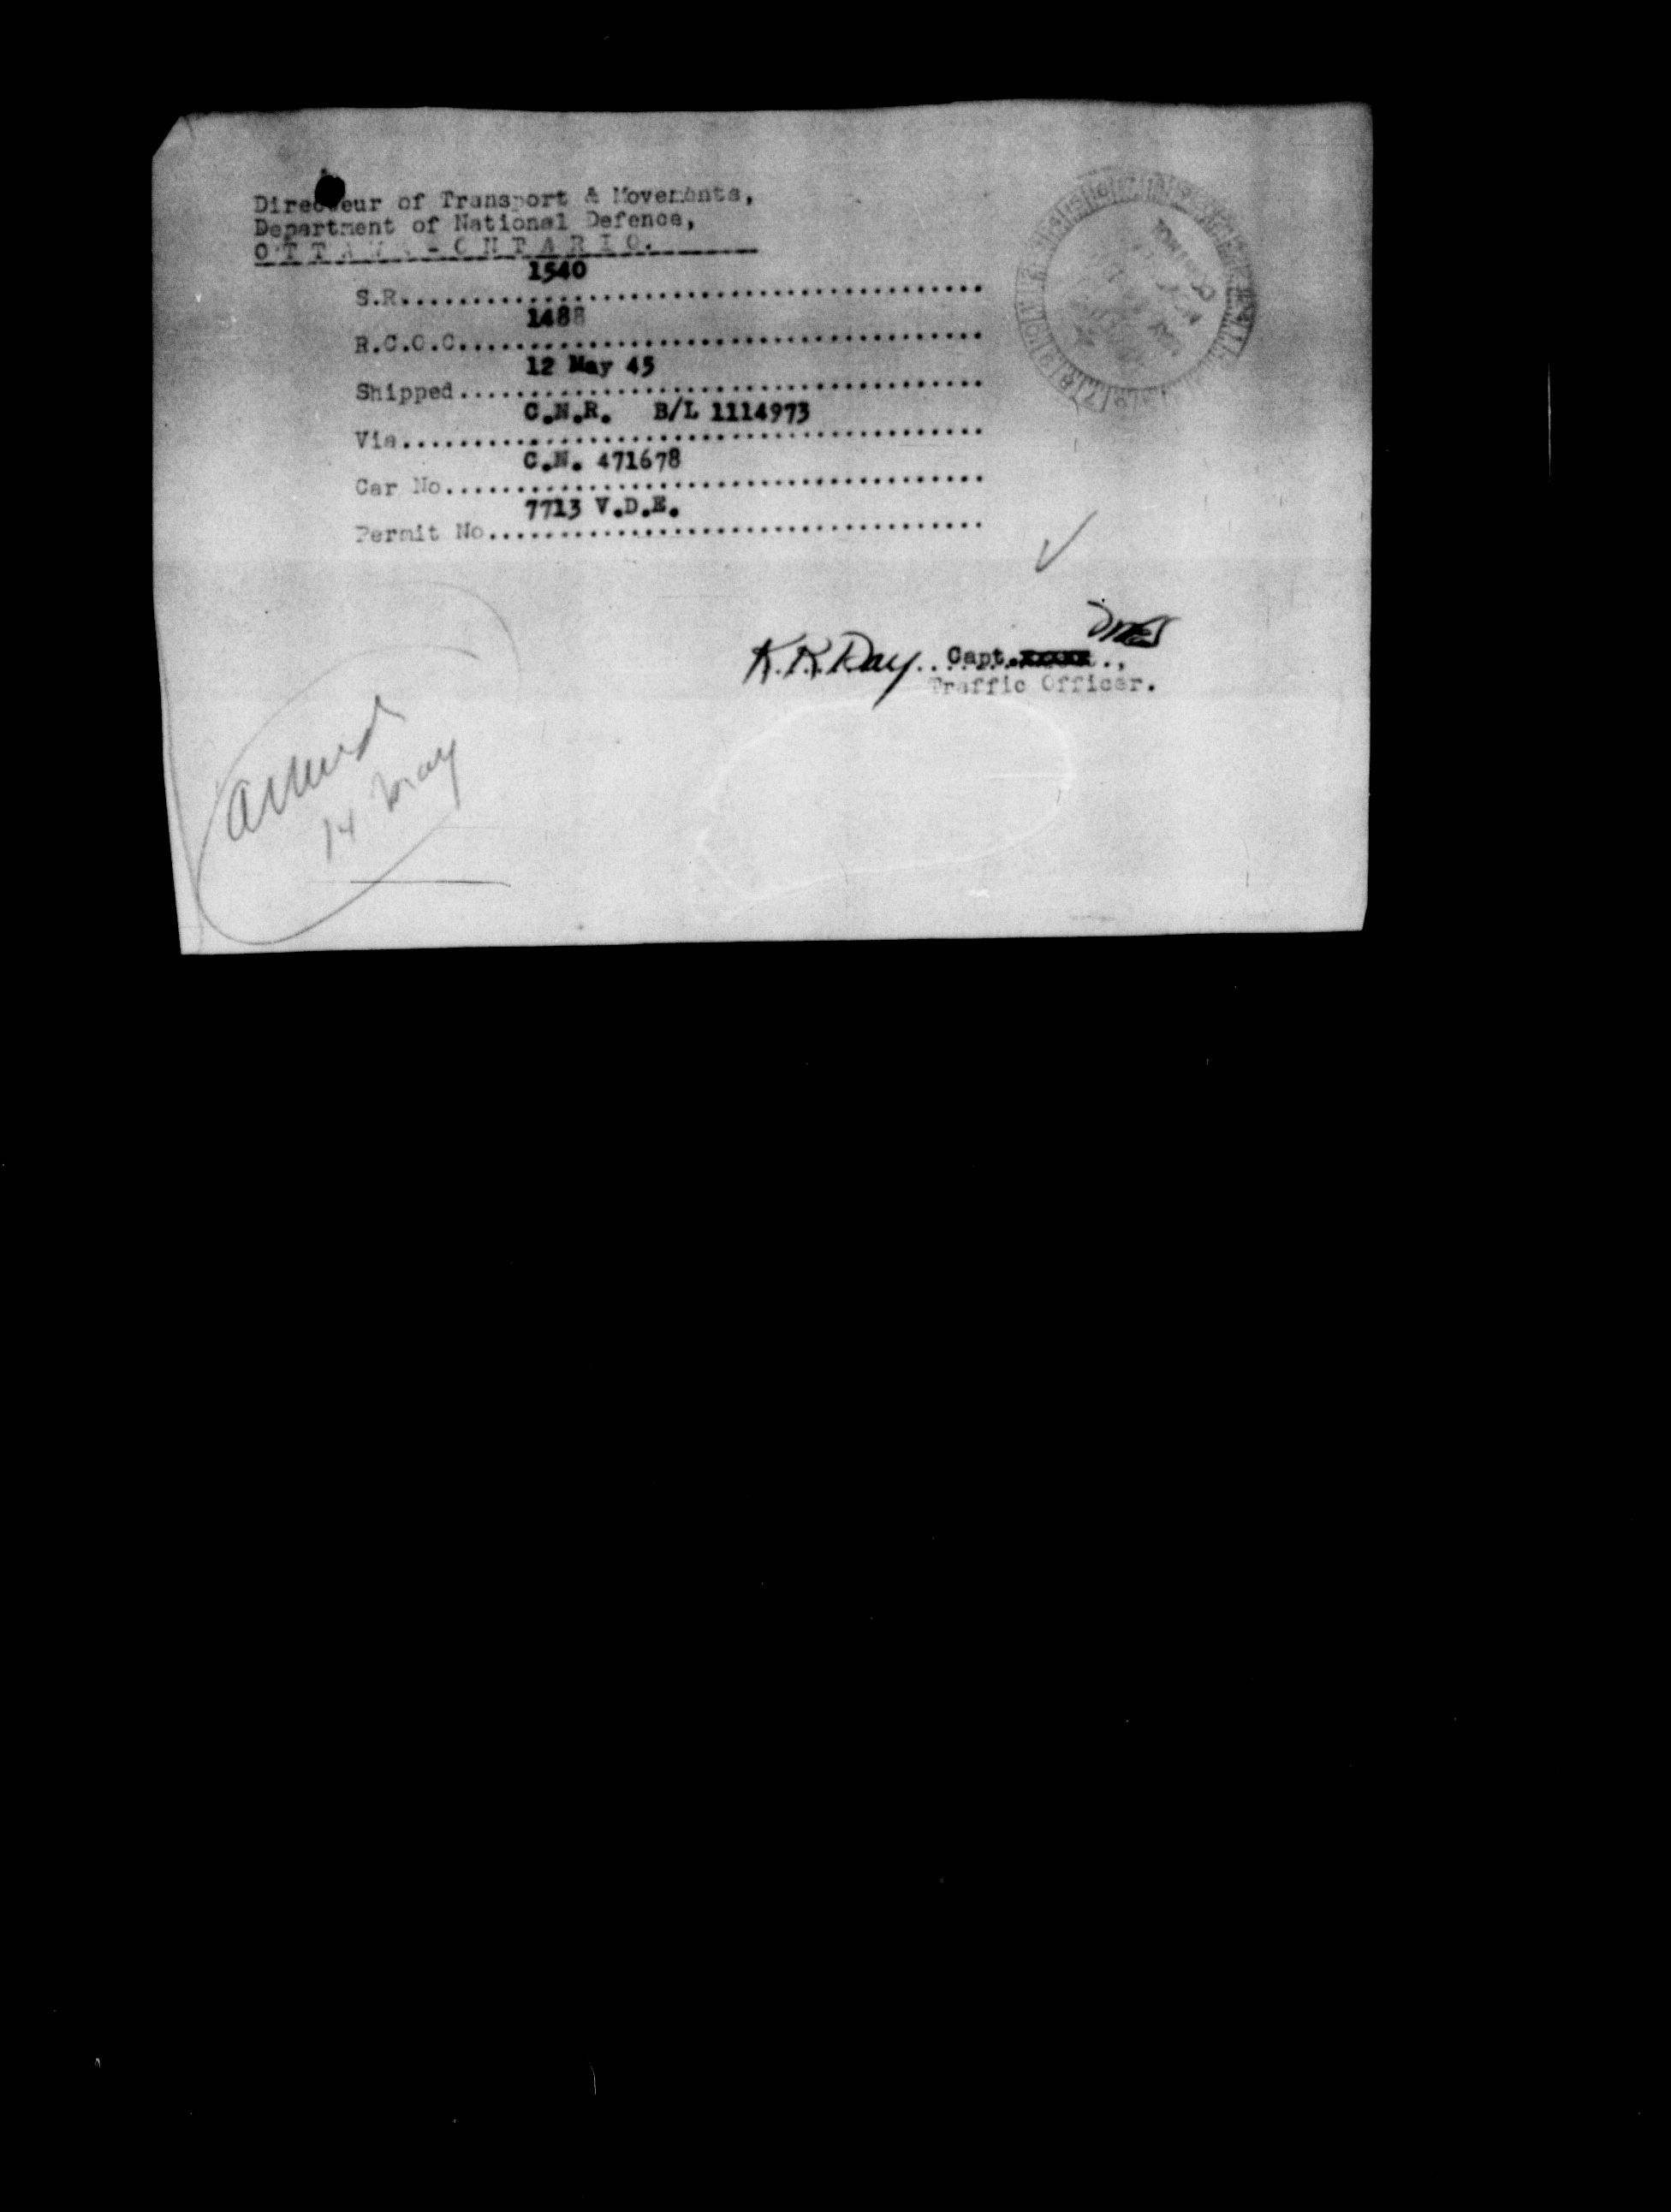 Directeur of Transport & Movements,
Department of National Defence,
OTTAWA - ONTARIO.
1540
S.R.........................................
1488
R.C.O.C.....................................
12 May 45
Shipped.....................................
C.N.R. B/L 1114973
Via.........................................
C.N. 471678
Car No......................................
7713 V.D.E.
Permit No...................................
K.R. Day. Capt.
Traffic Officer.
arrived
14 May